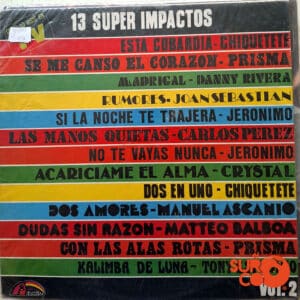 13 SUPER IMPACTOS
ESTA COBARDIA - CHIQUETETE
SE ME CANSO EL CORAZON - PRISMA
MADRIGAL - DANNY RIVERA
RUMORES - JOAN SEBASTIAN
SI LA NOCHE TE TRAJERA - JERONIMO
LAS MANOS QUIETAS - CARLOS PEREZ
NO TE VAYAS NUNCA - JERONIMO
ACARICIAME EL ALMA - CRYSTAL
DOS EN UNO - CHIQUETETE
DOS AMORES - MANUEL ASCANIO
DUDAS SIN RAZON - MATTEO BALBOA
CON LAS ALAS ROTAS - PRISMA
KALIMBA DE LUNA - TONY
VOL. 2